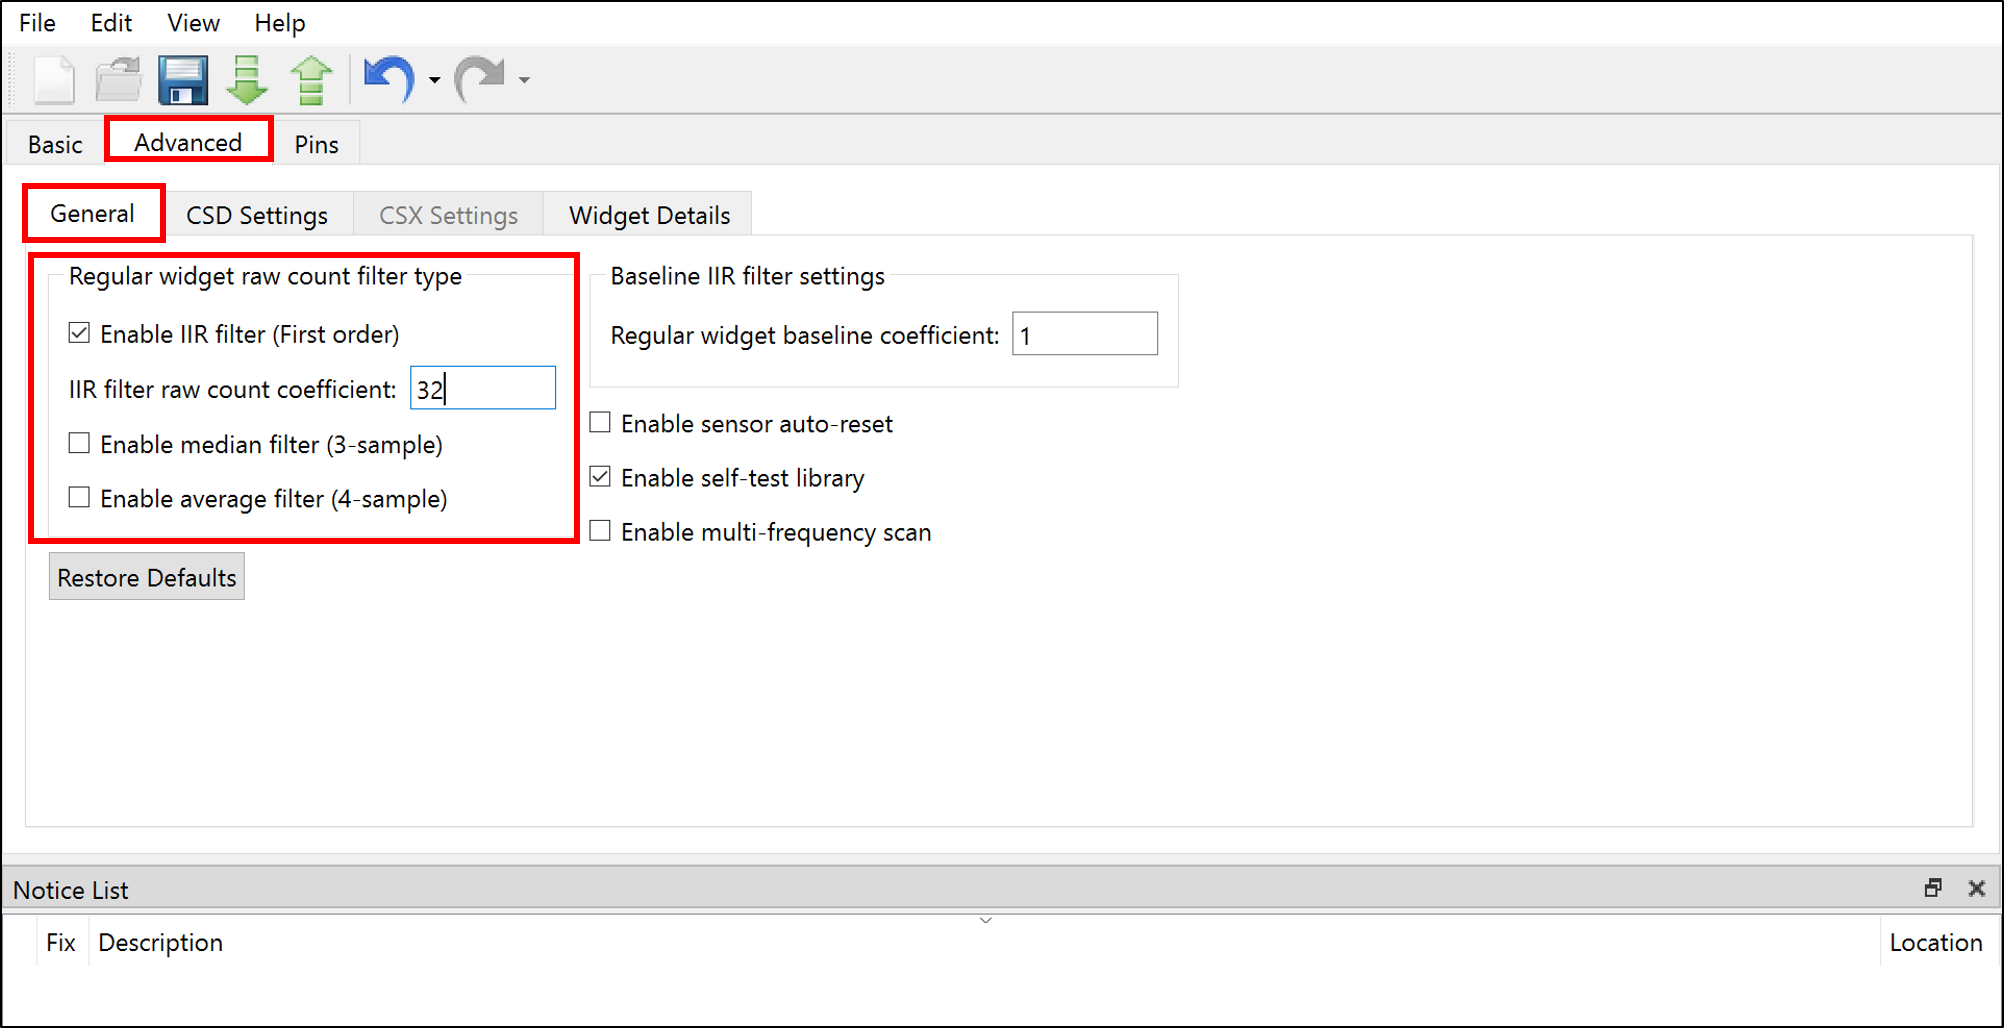 File Edit View Help
Basic Advanced Pins
General CSD Settings CSX Settings Widget Details
Regular widget raw count filter type
Enable IIR filter (First order)
IIR filter raw count coefficient: 32
Enable median filter (3-sample)
Enable average filter (4-sample)
Restore Defaults
Baseline IIR filter settings
Regular widget baseline coefficient: 1
Enable sensor auto-reset
Enable self-test library
Enable multi-frequency scan
Notice List
Fix Description Location